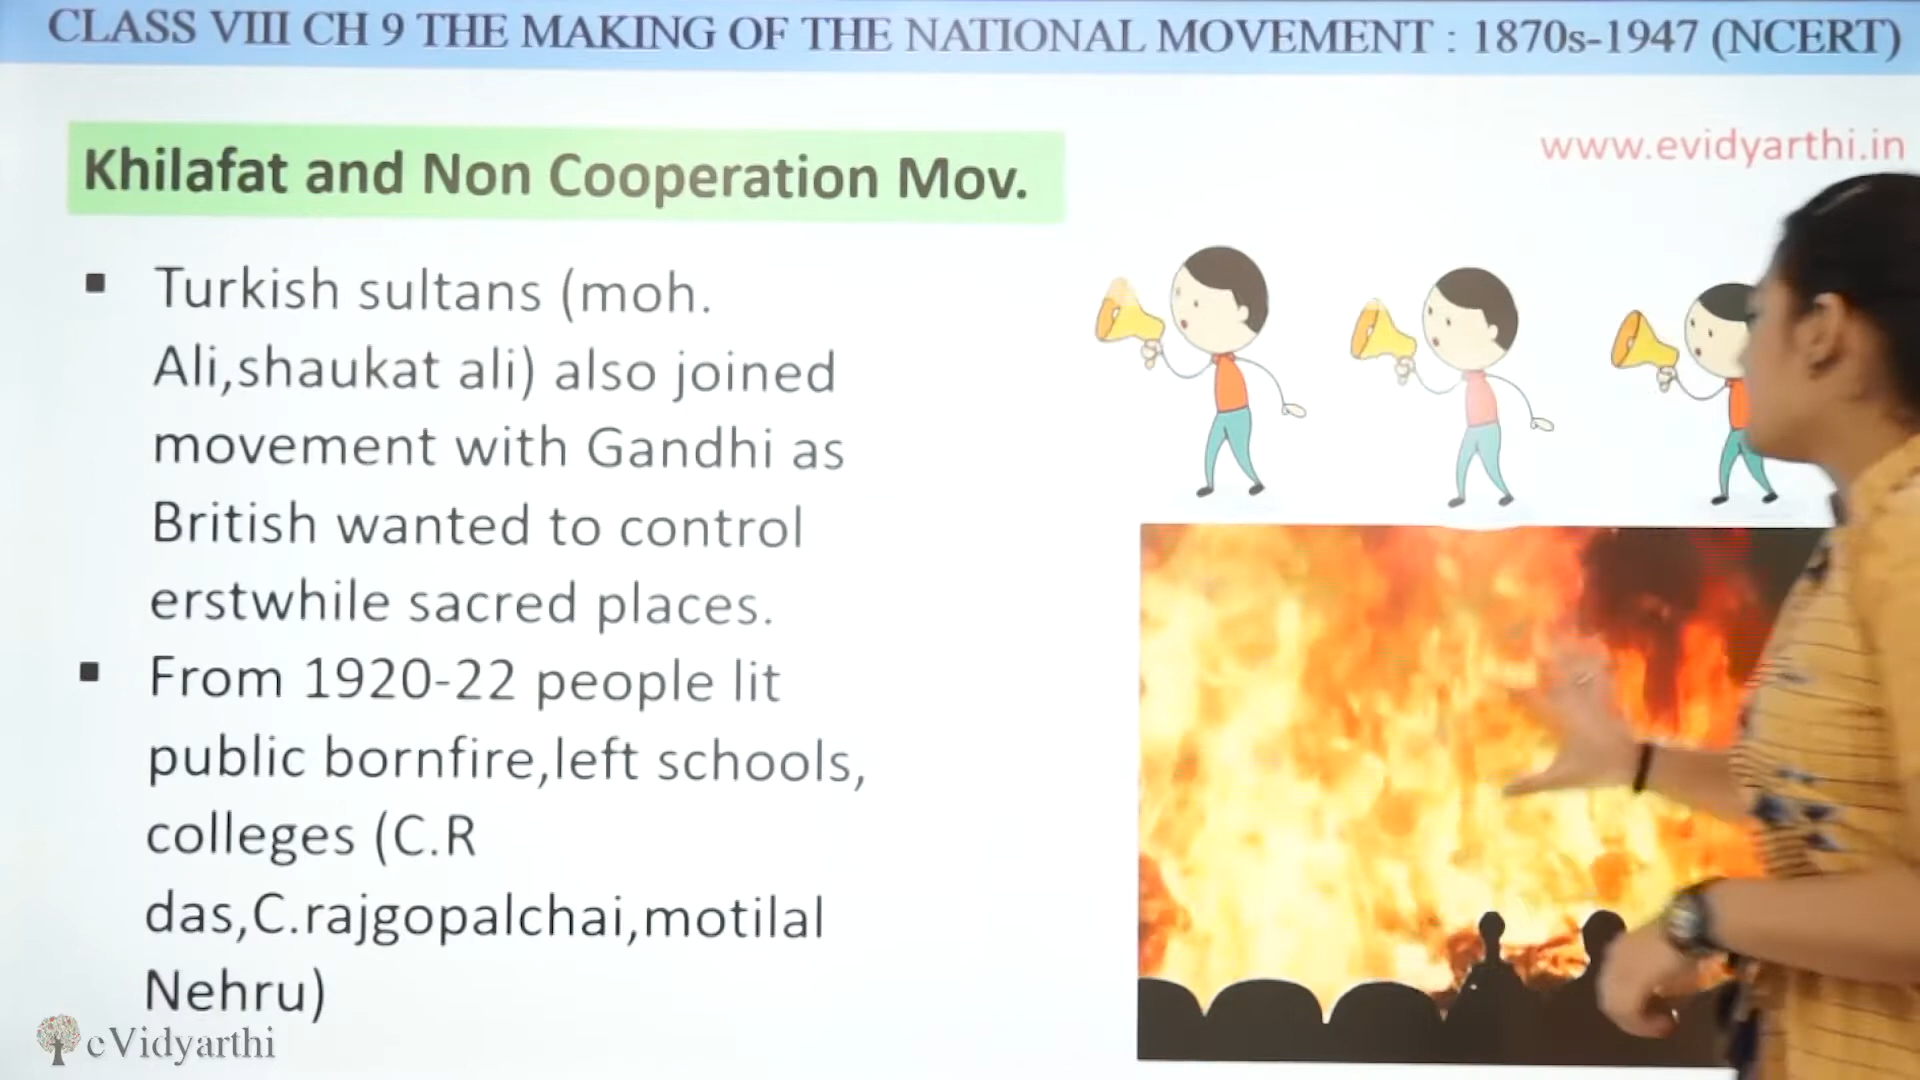 CLASS VIII CH 9 THE MAKING OF THE NATIONAL MOVEMENT : 1870s-1947 (NCERT)
www.evidyarthi.in
Khilafat and Non Cooperation Mov.
▪ Turkish sultans (moh.
Ali,shaukat ali) also joined
movement with Gandhi as
British wanted to control
erstwhile sacred places.
▪ From 1920-22 people lit
public bornfire,left schools,
colleges (C.R
das,C.rajgopalchai,motilal
Nehru)
eVidyarthi